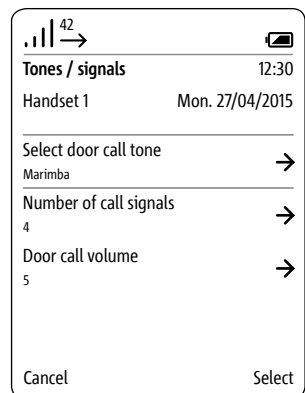 42
Tones / signals 12:30
Handset 1 Mon. 27/04/2015
Select door call tone
Marimba
Number of call signals
4
Door call volume
5
Cancel Select